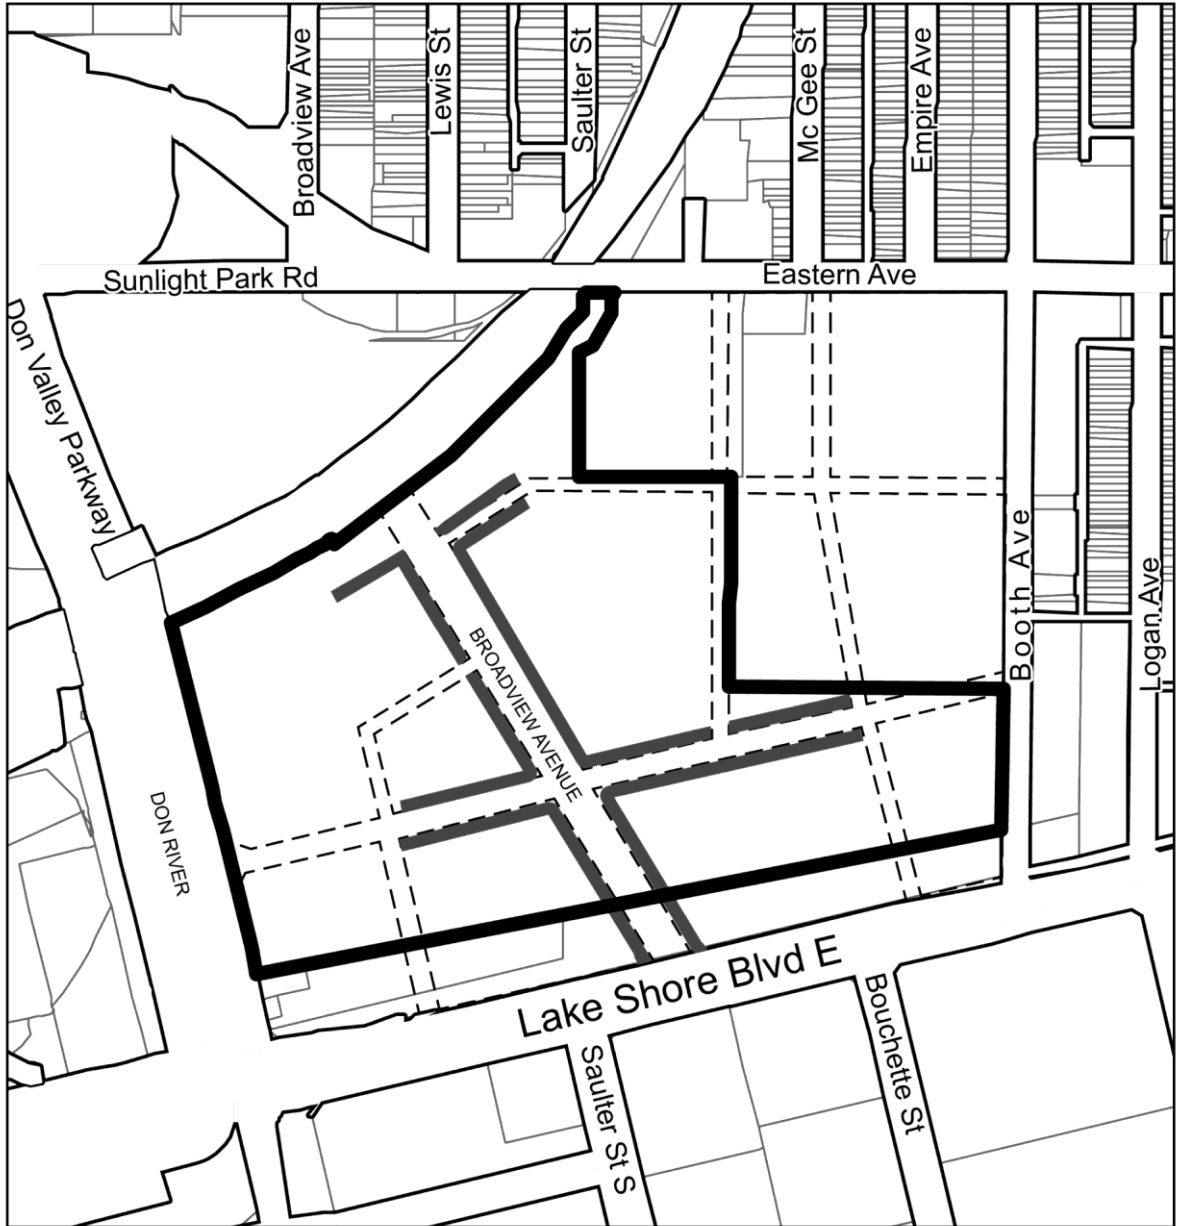 Broadview Ave
Lewis St
Saulter St
Mc Gee St
Empire Ave
Sunlight Park Rd
Eastern Ave
Don Valley Parkway
Booth Ave
Logan Ave
BROADVIEW AVENUE
DON RIVER
Lake Shore Blvd E
Bouchette St
Saulter St S